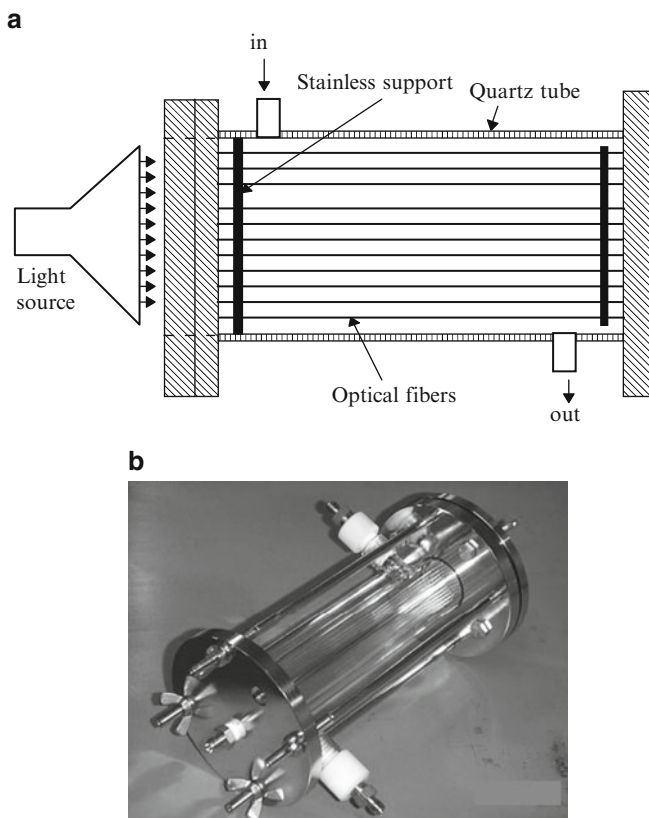 a
in
Stainless support
Quartz tube
Light
source
Optical fibers
out
b